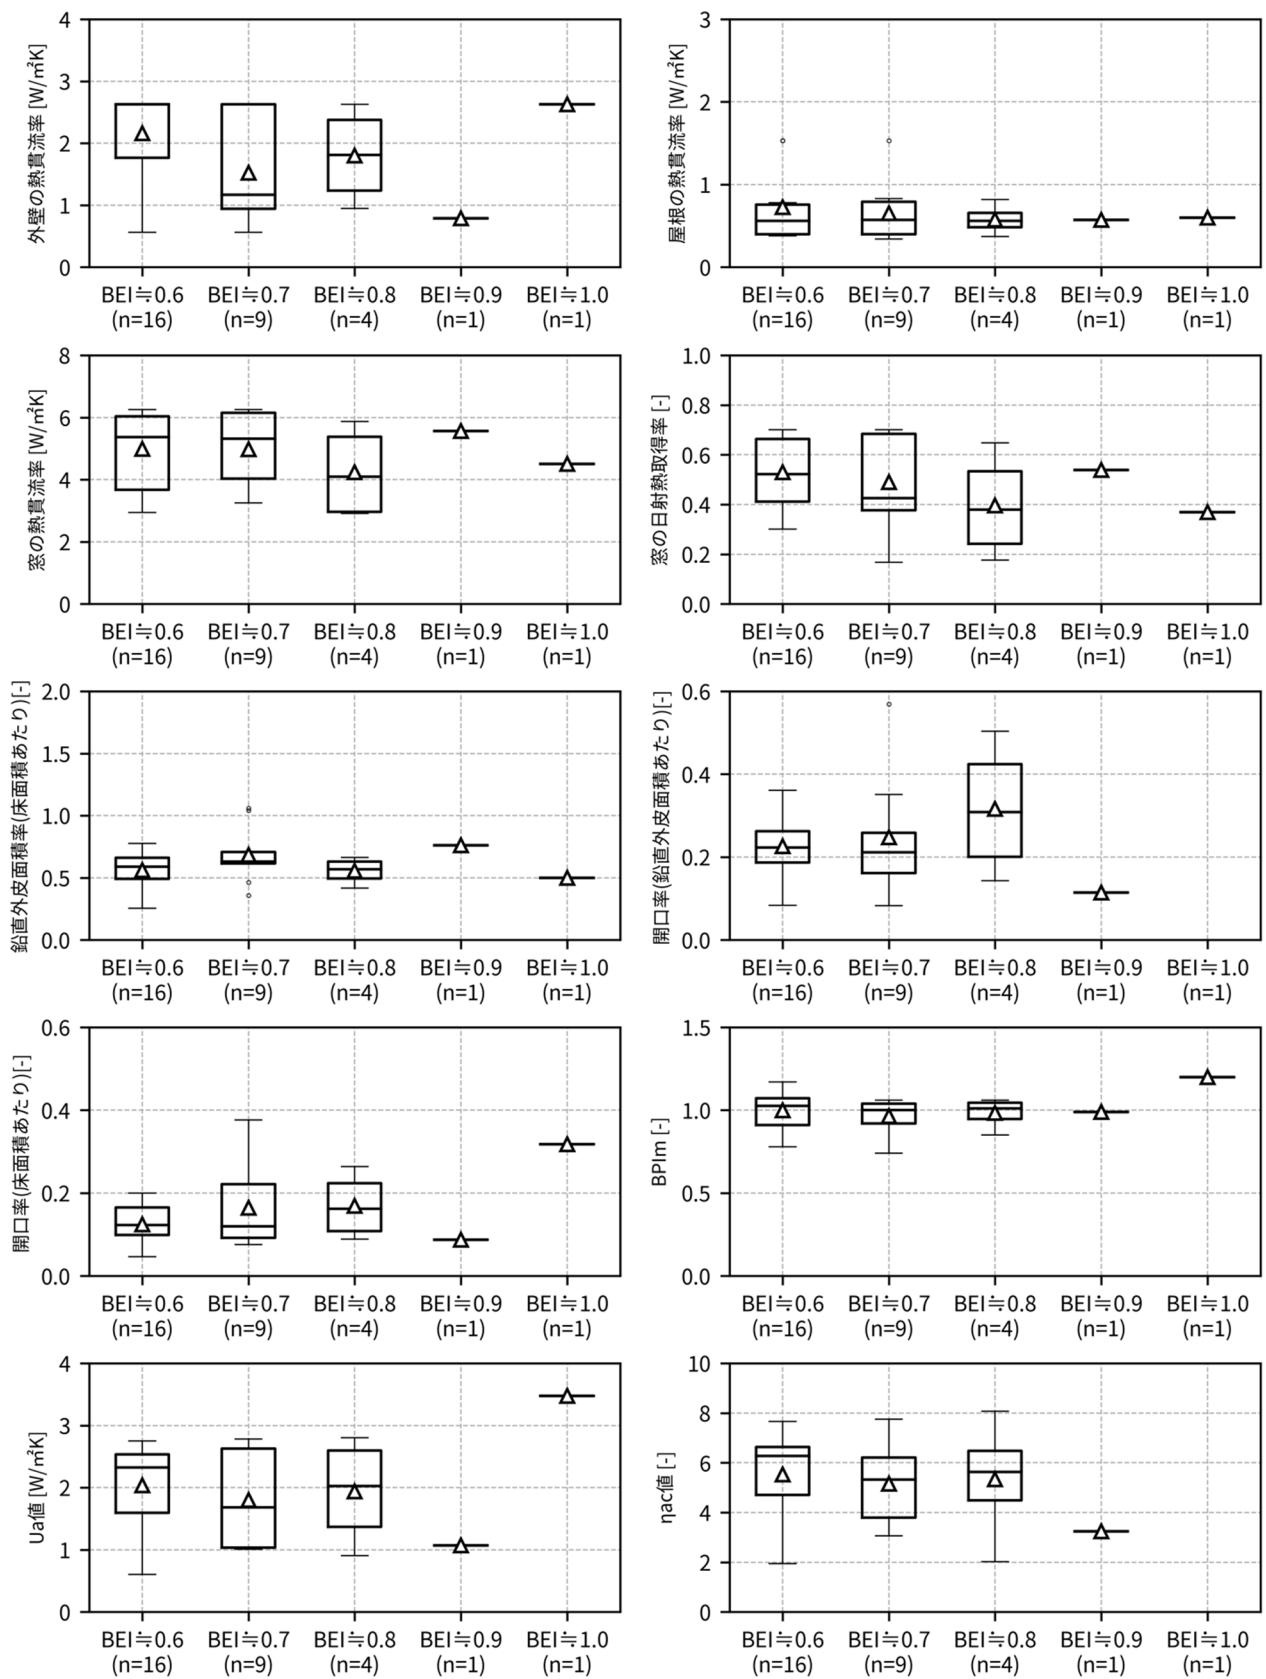 外壁の熱貫流率 [W/㎡K]
4
3
2
1
0
BEI≒0.6 BEI≒0.7 BEI≒0.8 BEI≒0.9 BEI≒1.0
(n=16) (n=9) (n=4) (n=1) (n=1)
屋根の熱貫流率 [W/㎡K]
3
2
1
0
BEI≒0.6 BEI≒0.7 BEI≒0.8 BEI≒0.9 BEI≒1.0
(n=16) (n=9) (n=4) (n=1) (n=1)
窓の熱貫流率 [W/㎡K]
8
6
4
2
0
BEI≒0.6 BEI≒0.7 BEI≒0.8 BEI≒0.9 BEI≒1.0
(n=16) (n=9) (n=4) (n=1) (n=1)
窓の日射熱取得率 [-]
1.0
0.8
0.6
0.4
0.2
0.0
BEI≒0.6 BEI≒0.7 BEI≒0.8 BEI≒0.9 BEI≒1.0
(n=16) (n=9) (n=4) (n=1) (n=1)
鉛直外皮面積率(床面積あたり)[-]
2.0
1.5
1.0
0.5
0.0
BEI≒0.6 BEI≒0.7 BEI≒0.8 BEI≒0.9 BEI≒1.0
(n=16) (n=9) (n=4) (n=1) (n=1)
開口率(鉛直外皮面積あたり)[-]
0.6
0.4
0.2
0.0
BEI≒0.6 BEI≒0.7 BEI≒0.8 BEI≒0.9 BEI≒1.0
(n=16) (n=9) (n=4) (n=1) (n=1)
開口率(床面積あたり)[-]
0.6
0.4
0.2
0.0
BEI≒0.6 BEI≒0.7 BEI≒0.8 BEI≒0.9 BEI≒1.0
(n=16) (n=9) (n=4) (n=1) (n=1)
BPIm [-]
1.5
1.0
0.5
0.0
BEI≒0.6 BEI≒0.7 BEI≒0.8 BEI≒0.9 BEI≒1.0
(n=16) (n=9) (n=4) (n=1) (n=1)
Ua値 [W/㎡K]
4
3
2
1
0
BEI≒0.6 BEI≒0.7 BEI≒0.8 BEI≒0.9 BEI≒1.0
(n=16) (n=9) (n=4) (n=1) (n=1)
ηac値 [-]
10
8
6
4
2
0
BEI≒0.6 BEI≒0.7 BEI≒0.8 BEI≒0.9 BEI≒1.0
(n=16) (n=9) (n=4) (n=1) (n=1)